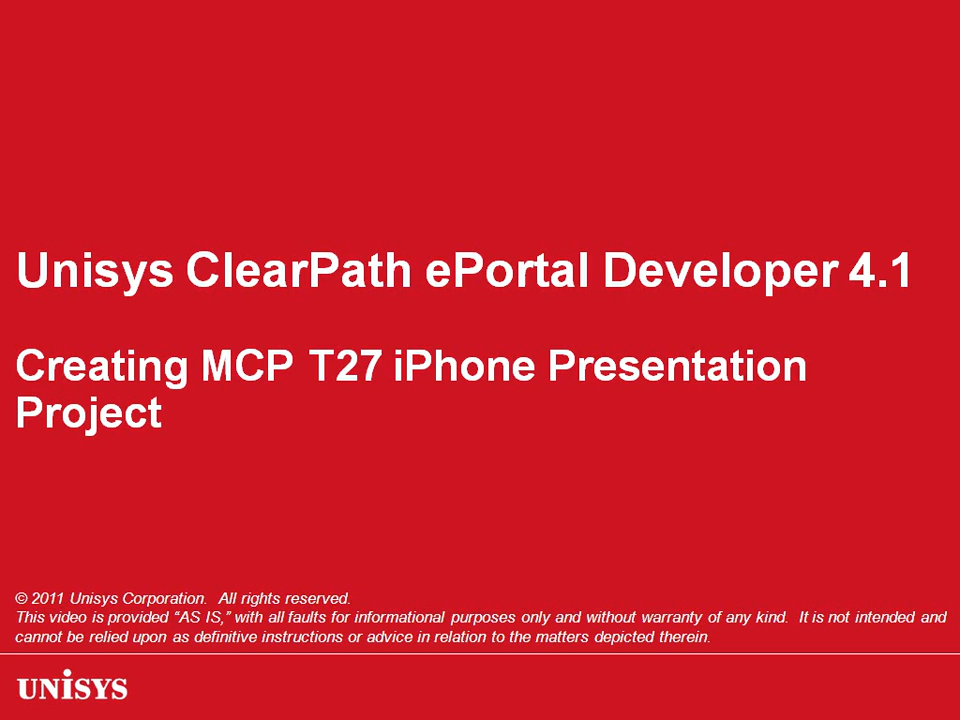 Unisys ClearPath ePortal Developer 4.1
Creating MCP T27 iPhone Presentation
Project
© 2011 Unisys Corporation. All rights reserved.
This video is provided “AS IS,” with all faults for informational purposes only and without warranty of any kind. It is not intended and
cannot be relied upon as definitive instructions or advice in relation to the matters depicted therein.
UNiSYS